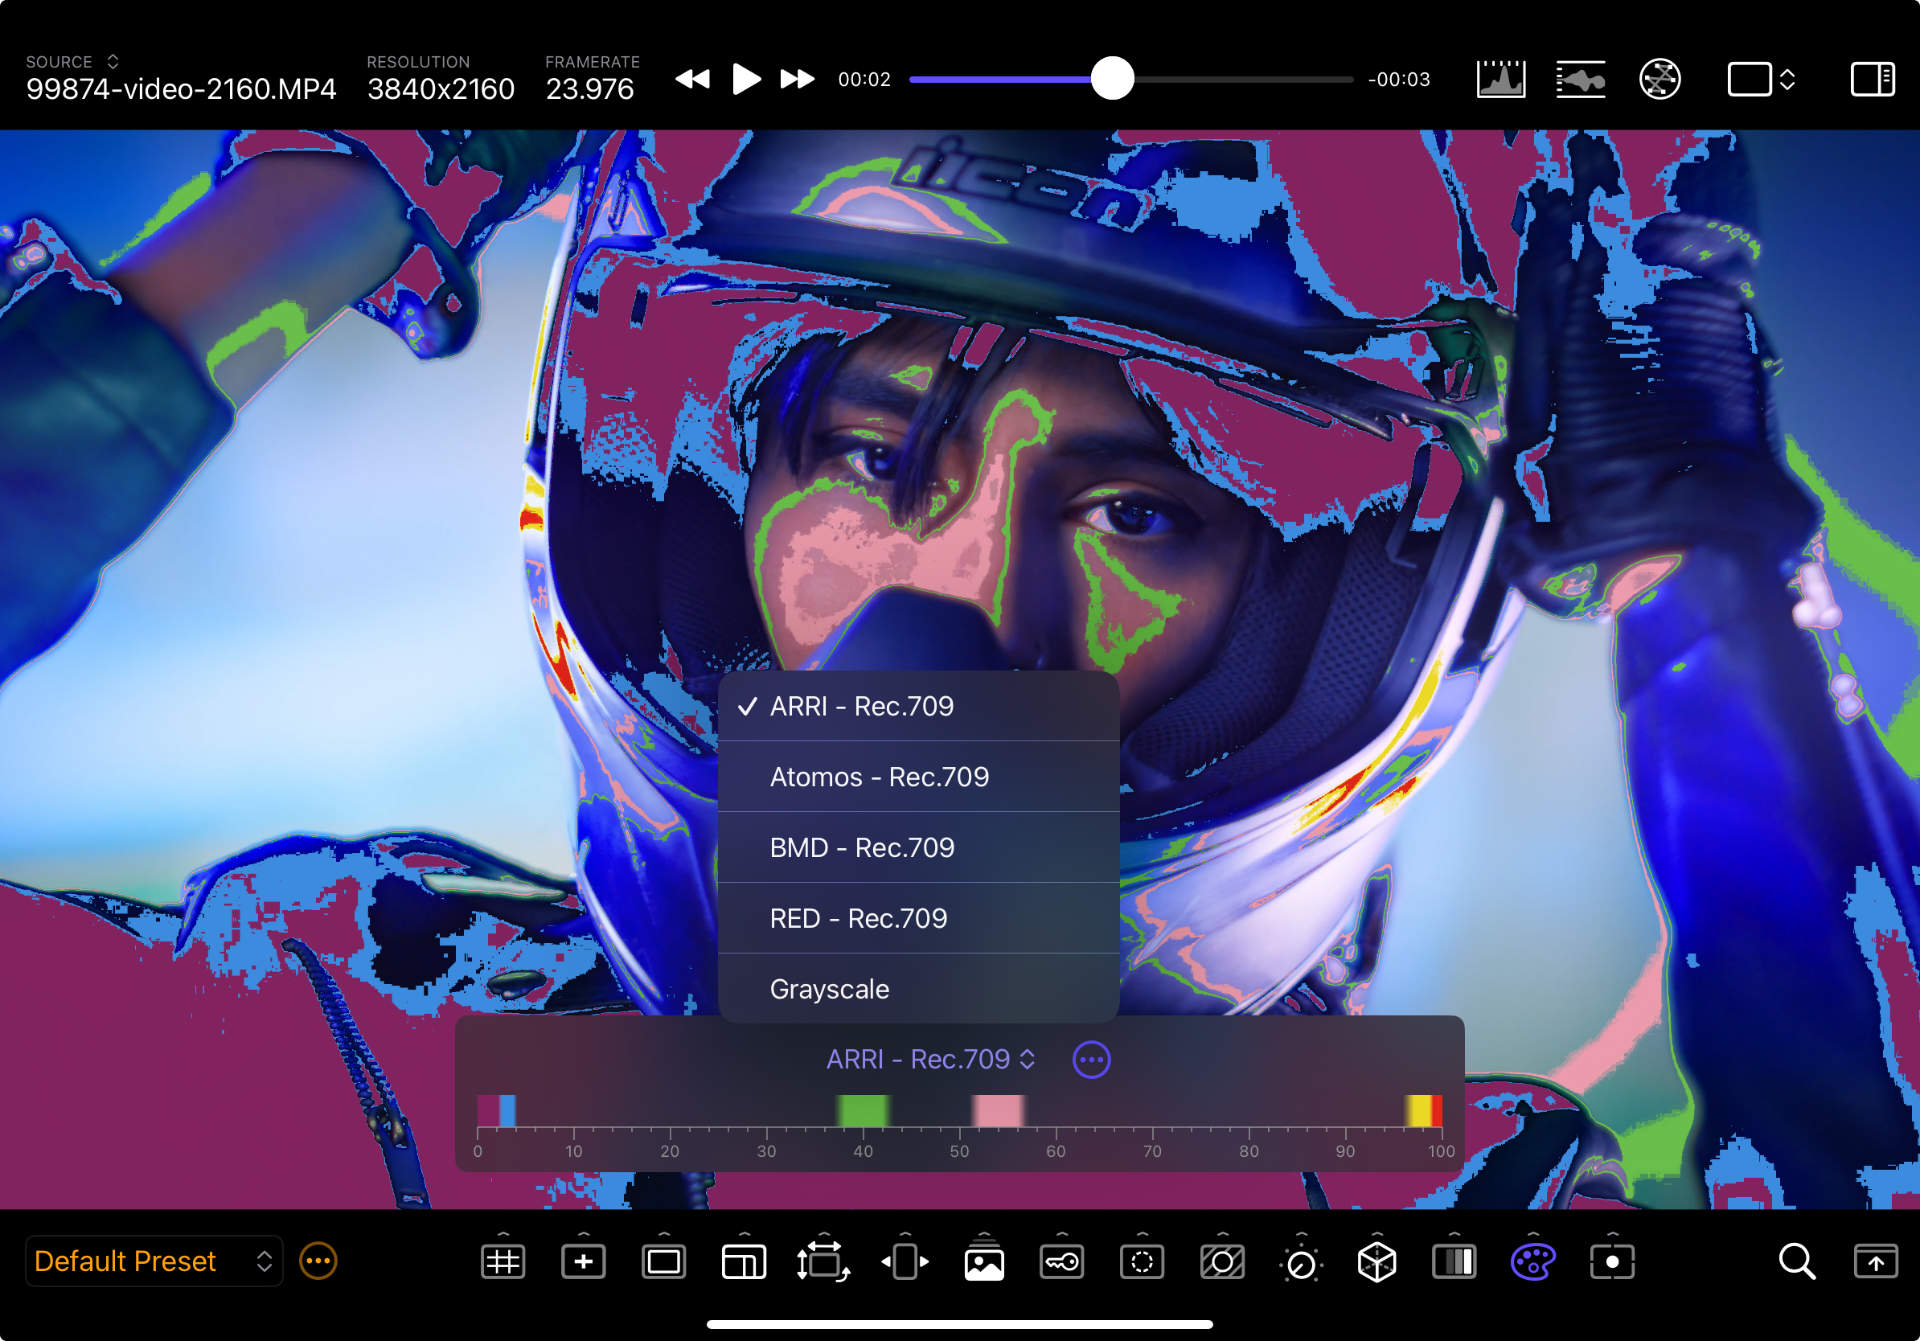 SOURCE
99874-video-2160.MP4
RESOLUTION
3840x2160
FRAMERATE
23.976
00:02
-00:03
icon
ARRI - Rec.709
Atomos - Rec.709
BMD - Rec.709
RED - Rec.709
Grayscale
ARRI - Rec.709
0 10 20 30 40 50 60 70 80 90 100
Default Preset